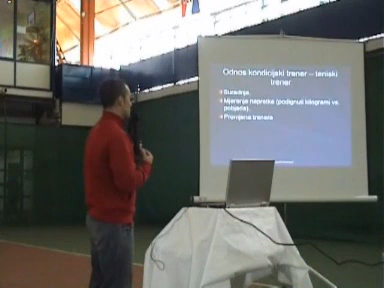 Odnos kondicijski trener – teniski
trener
Suradnja.
Mjerenje napretka (podignuti kilogrami vs.
pobjeda).
Promjena trenera